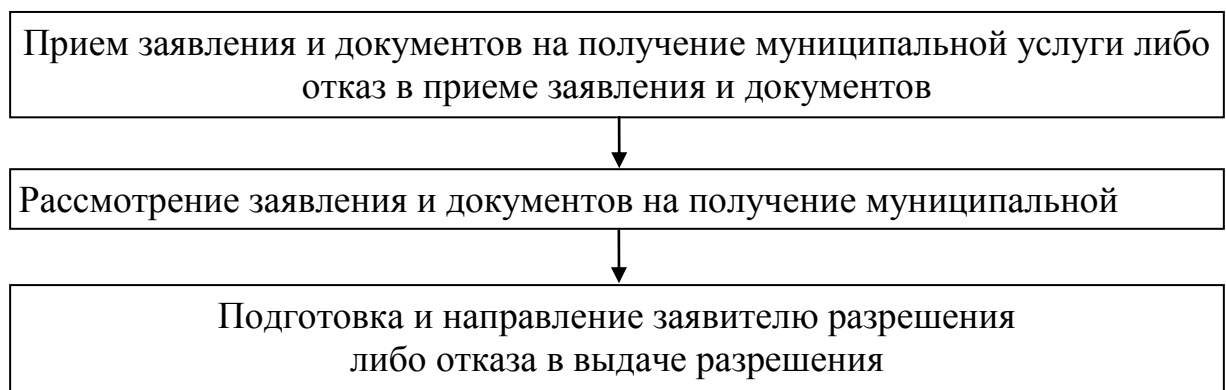 Прием заявления и документов на получение муниципальной услуги либо
отказ в приеме заявления и документов
Рассмотрение заявления и документов на получение муниципальной
Подготовка и направление заявителю разрешения
либо отказа в выдаче разрешения